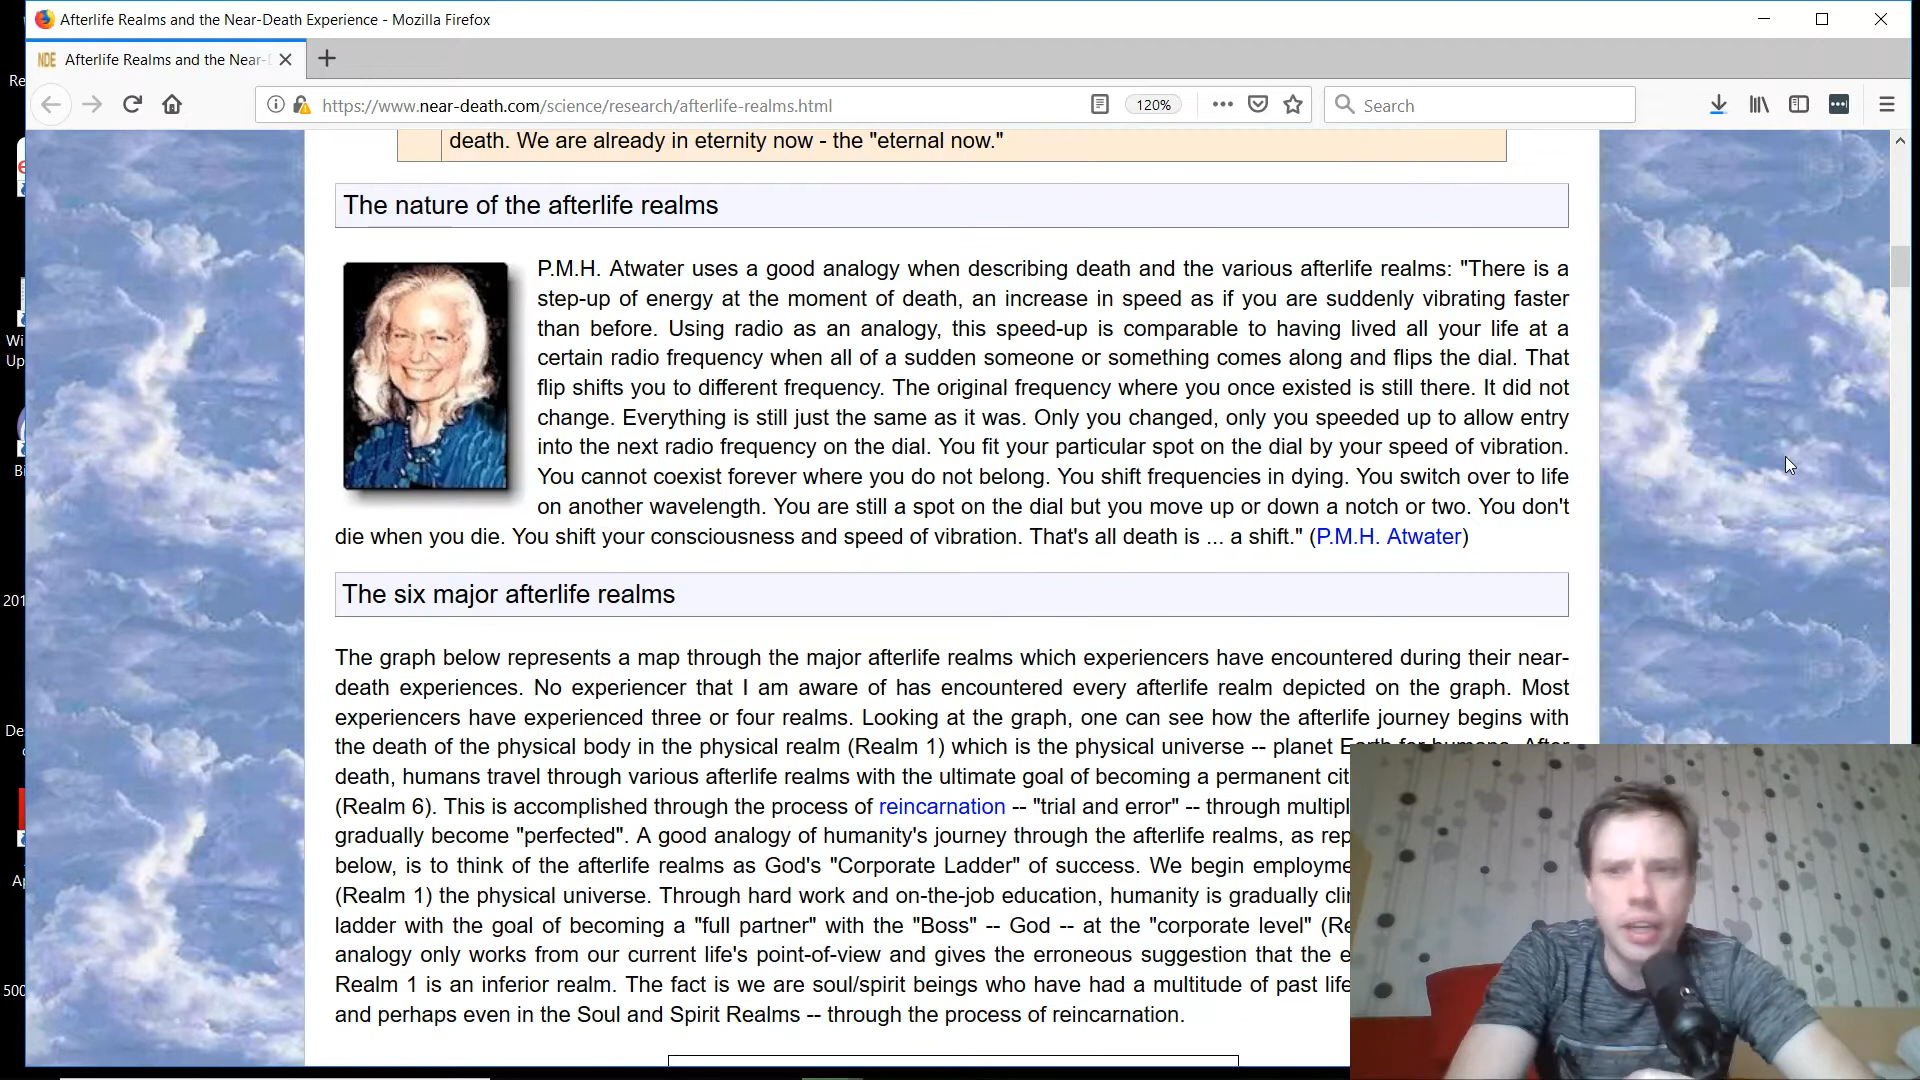 Afterlife Realms and the Near-Death Experience - Mozilla Firefox
NDE Afterlife Realms and the Near-
https://www.near-death.com/science/research/afterlife-realms.html 120% Search
death. We are already in eternity now - the "eternal now."
The nature of the afterlife realms
P.M.H. Atwater uses a good analogy when describing death and the various afterlife realms: "There is a
step-up of energy at the moment of death, an increase in speed as if you are suddenly vibrating faster
than before. Using radio as an analogy, this speed-up is comparable to having lived all your life at a
certain radio frequency when all of a sudden someone or something comes along and flips the dial. That
flip shifts you to different frequency. The original frequency where you once existed is still there. It did not
change. Everything is still just the same as it was. Only you changed, only you speeded up to allow entry
into the next radio frequency on the dial. You fit your particular spot on the dial by your speed of vibration.
You cannot coexist forever where you do not belong. You shift frequencies in dying. You switch over to life
on another wavelength. You are still a spot on the dial but you move up or down a notch or two. You don't
die when you die. You shift your consciousness and speed of vibration. That's all death is ... a shift." (P.M.H. Atwater)
The six major afterlife realms
The graph below represents a map through the major afterlife realms which experiencers have encountered during their near-
death experiences. No experiencer that I am aware of has encountered every afterlife realm depicted on the graph. Most
experiencers have experienced three or four realms. Looking at the graph, one can see how the afterlife journey begins with
the death of the physical body in the physical realm (Realm 1) which is the physical universe -- planet Earth for humans. After
death, humans travel through various afterlife realms with the ultimate goal of becoming a permanent cit
(Realm 6). This is accomplished through the process of reincarnation -- "trial and error" -- through multipl
gradually become "perfected". A good analogy of humanity's journey through the afterlife realms, as rep
below, is to think of the afterlife realms as God's "Corporate Ladder" of success. We begin employme
(Realm 1) the physical universe. Through hard work and on-the-job education, humanity is gradually cli
ladder with the goal of becoming a "full partner" with the "Boss" -- God -- at the "corporate level" (Re
analogy only works from our current life's point-of-view and gives the erroneous suggestion that the e
Realm 1 is an inferior realm. The fact is we are soul/spirit beings who have had a multitude of past life
and perhaps even in the Soul and Spirit Realms -- through the process of reincarnation.
Re
Wi
Up
Bi
201
De
500